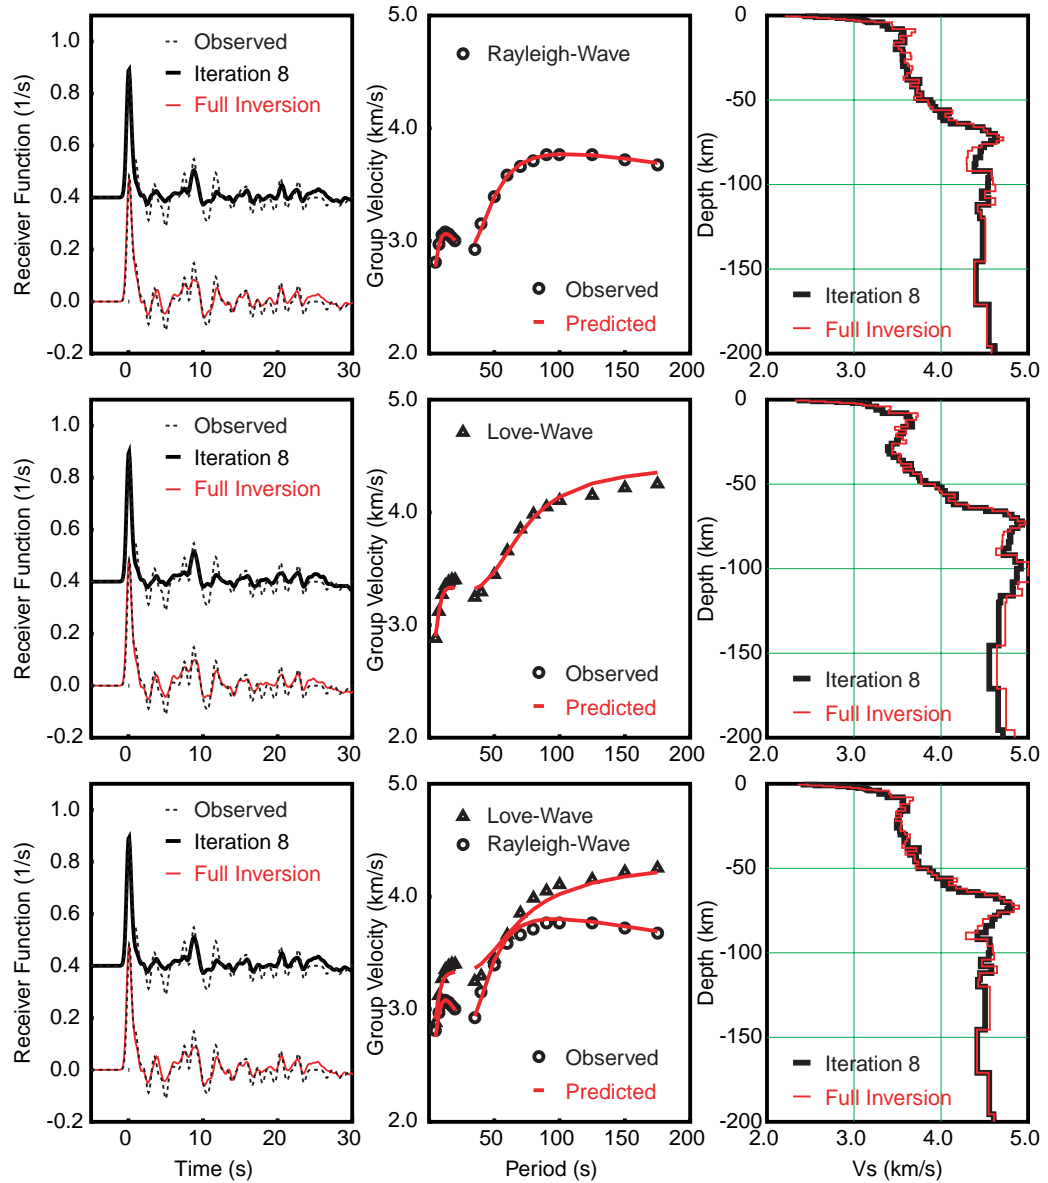 1.0
0.8
0.6
0.4
0.2
0.0
-0.2
Receiver Function (1/s)
Observed
Iteration 8
Full Inversion
0
10
20
30
5.0
4.0
3.0
2.0
Group Velocity (km/s)
Rayleigh-Wave
Observed
Predicted
50
100
150
200
0
-50
-100
-150
-200
Depth (km)
Iteration 8
Full Inversion
2.0
3.0
4.0
5.0
1.0
0.8
0.6
0.4
0.2
0.0
-0.2
Receiver Function (1/s)
Observed
Iteration 8
Full Inversion
0
10
20
30
5.0
4.0
3.0
2.0
Group Velocity (km/s)
Love-Wave
Observed
Predicted
50
100
150
200
0
-50
-100
-150
-200
Depth (km)
Iteration 8
Full Inversion
2.0
3.0
4.0
5.0
1.0
0.8
0.6
0.4
0.2
0.0
-0.2
Receiver Function (1/s)
Observed
Iteration 8
Full Inversion
0
10
20
30
Time (s)
5.0
4.0
3.0
2.0
Group Velocity (km/s)
Love-Wave
Rayleigh-Wave
Observed
Predicted
50
100
150
200
Period (s)
0
-50
-100
-150
-200
Depth (km)
Iteration 8
Full Inversion
2.0
3.0
4.0
5.0
Vs (km/s)